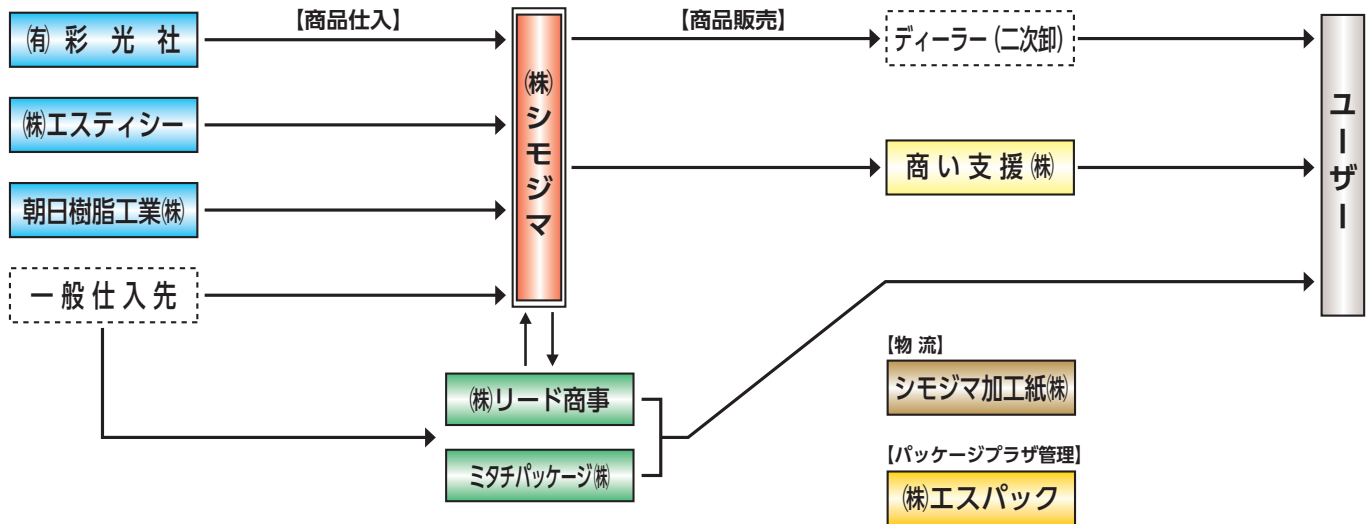 ㈲彩光社
【商品仕入】
㈱シモジマ
【商品販売】
ディーラー(二次卸)
ユーザー
㈱エスティシー
商い支援㈱
朝日樹脂工業㈱
一般仕入先
【物流】
シモジマ加工紙㈱
㈱リード商事
【パッケージプラザ管理】
ミタチパッケージ㈱
㈱エスパック